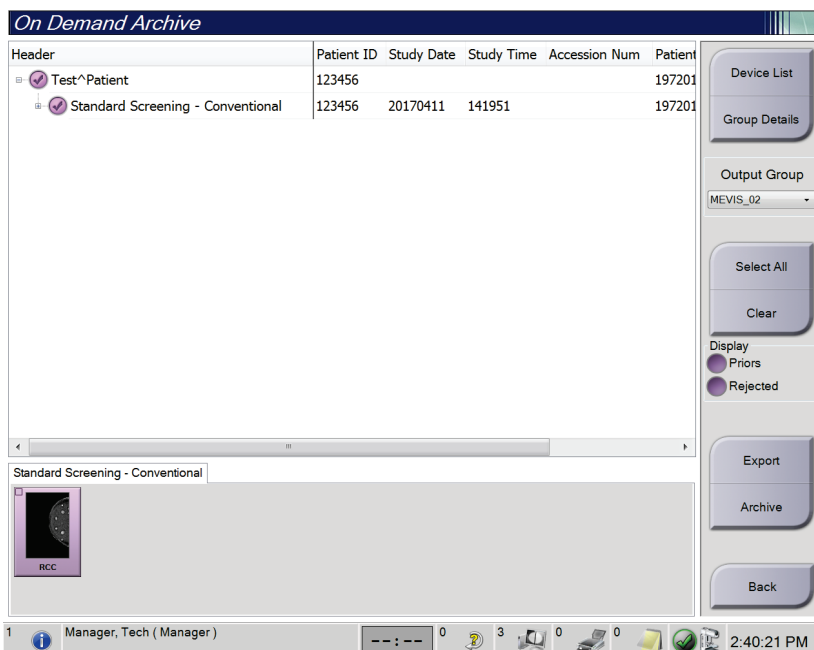 On Demand Archive
Header Patient ID Study Date Study Time Accession Num Patient
Test^Patient 123456 197201
Standard Screening - Conventional 123456 20170411 141951 197201
Device List
Group Details
Output Group
MEVIS_02
Select All
Clear
Display
Priors
Rejected
Export
Archive
Back
Standard Screening - Conventional
RCC
1 Manager, Tech ( Manager ) --:-- 0 3 0 0 2:40:21 PM